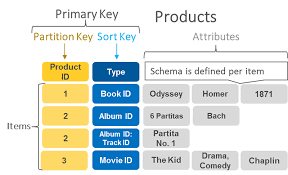 Primary Key
Products
Partition Key
Sort Key
Attributes
Product ID
Type
Schema is defined per item
Items
1
Book ID
Odyssey
Homer
1871
2
Album ID
6 Partitas
Bach
2
Album ID:
Track ID
Partita
No. 1
3
Movie ID
The Kid
Drama,
Comedy
Chaplin